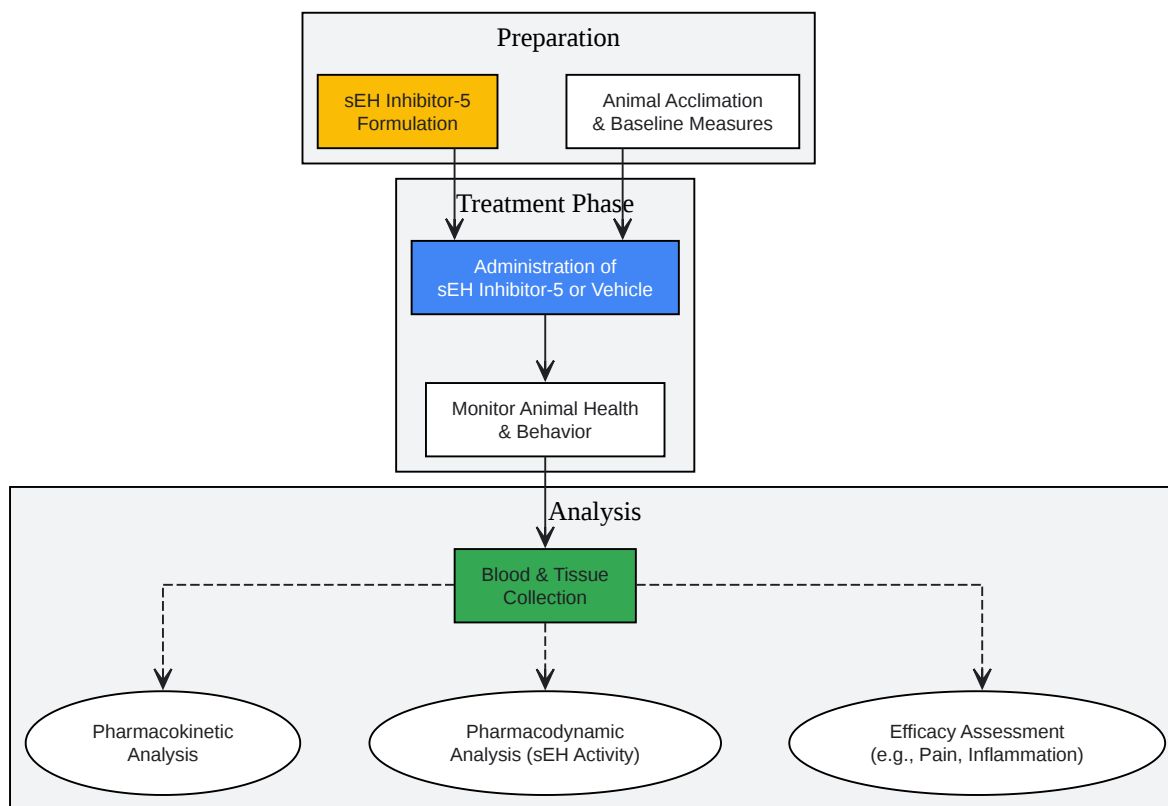 Preparation
sEH Inhibitor-5
Formulation
Animal Acclimation
& Baseline Measures
Treatment Phase
Administration of
sEH Inhibitor-5 or Vehicle
Monitor Animal Health
& Behavior
Analysis
Blood & Tissue
Collection
Pharmacokinetic
Analysis
Pharmacodynamic
Analysis (sEH Activity)
Efficacy Assessment
(e.g., Pain, Inflammation)